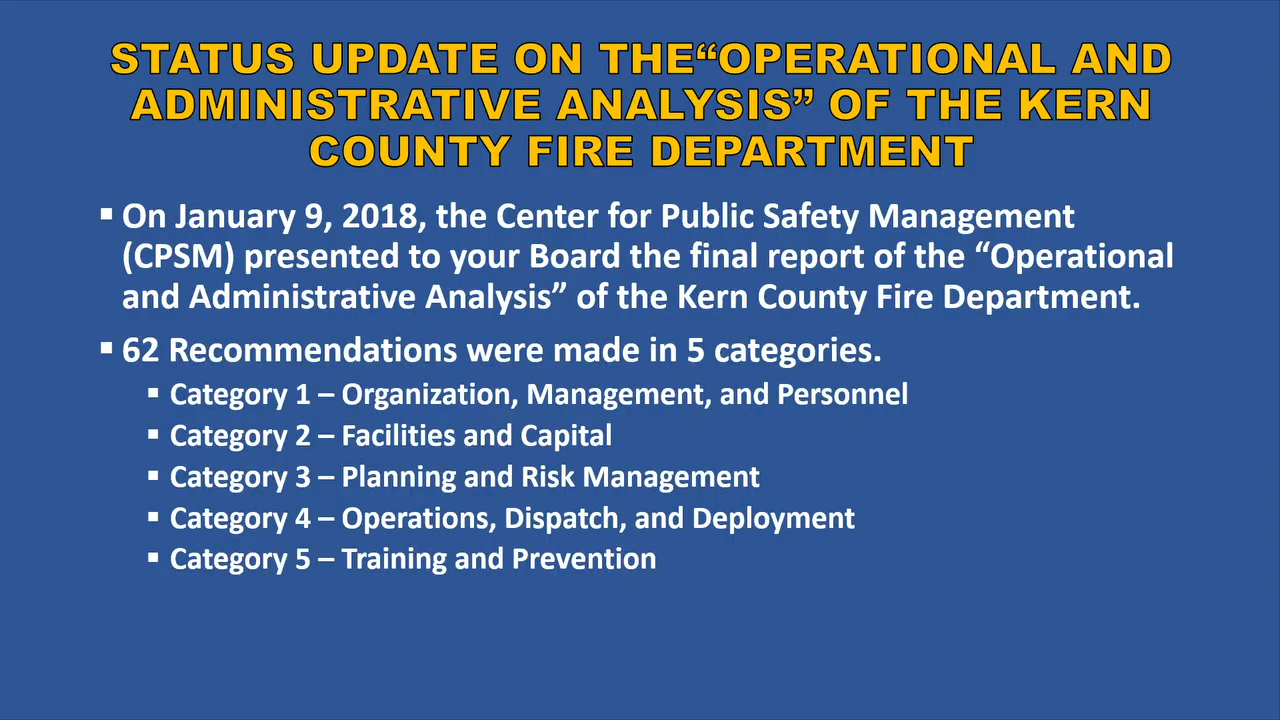 STATUS UPDATE ON THE“OPERATIONAL AND
ADMINISTRATIVE ANALYSIS” OF THE KERN
COUNTY FIRE DEPARTMENT
▪ On January 9, 2018, the Center for Public Safety Management
(CPSM) presented to your Board the final report of the “Operational
and Administrative Analysis” of the Kern County Fire Department.
▪ 62 Recommendations were made in 5 categories.
▪ Category 1 – Organization, Management, and Personnel
▪ Category 2 – Facilities and Capital
▪ Category 3 – Planning and Risk Management
▪ Category 4 – Operations, Dispatch, and Deployment
▪ Category 5 – Training and Prevention